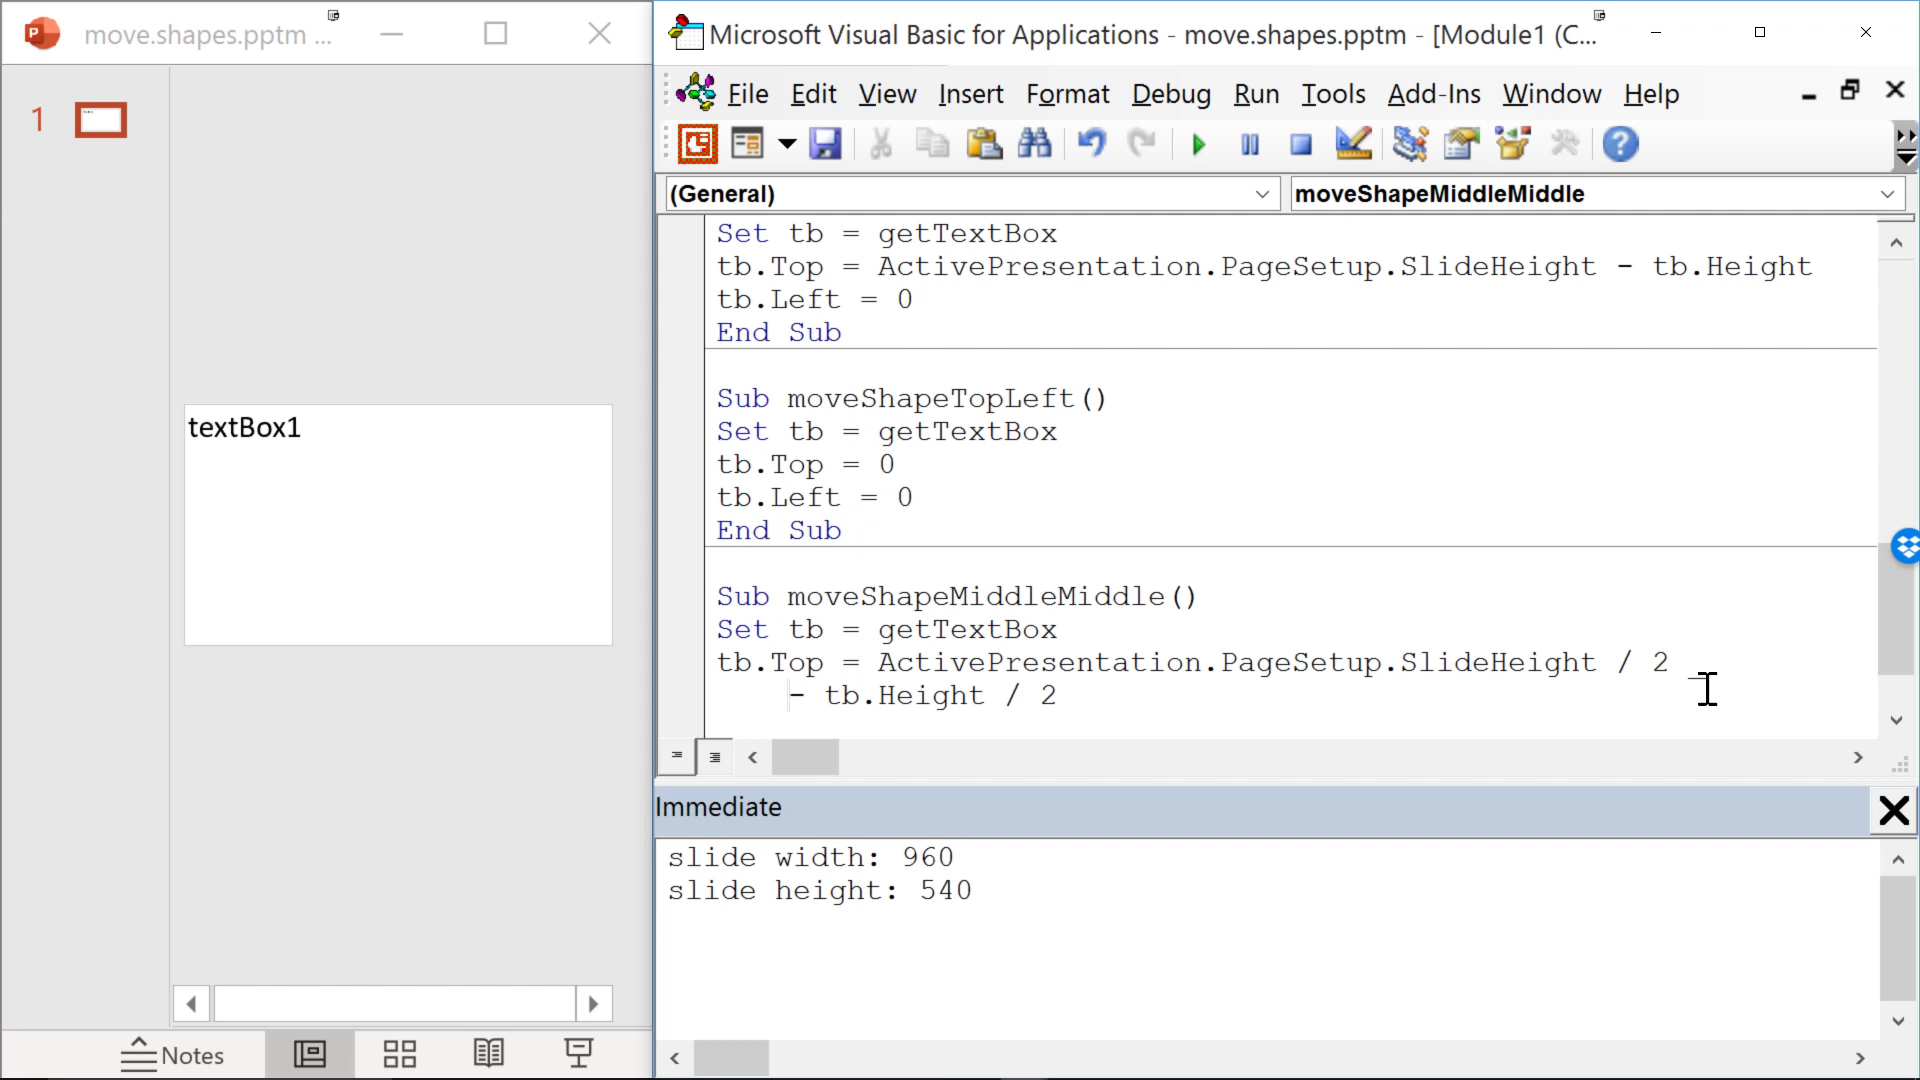 move.shapes.pptm ...
1
textBox1
Notes
Microsoft Visual Basic for Applications - move.shapes.pptm - [Module1 (C...
File Edit View Insert Format Debug Run Tools Add-Ins Window Help
(General)
moveShapeMiddleMiddle
Set tb = getTextBox
tb.Top = ActivePresentation.PageSetup.SlideHeight - tb.Height
tb.Left = 0
End Sub
Sub moveShapeTopLeft()
Set tb = getTextBox
tb.Top = 0
tb.Left = 0
End Sub
Sub moveShapeMiddleMiddle()
Set tb = getTextBox
tb.Top = ActivePresentation.PageSetup.SlideHeight / 2 _
- tb.Height / 2
Immediate
slide width: 960
slide height: 540